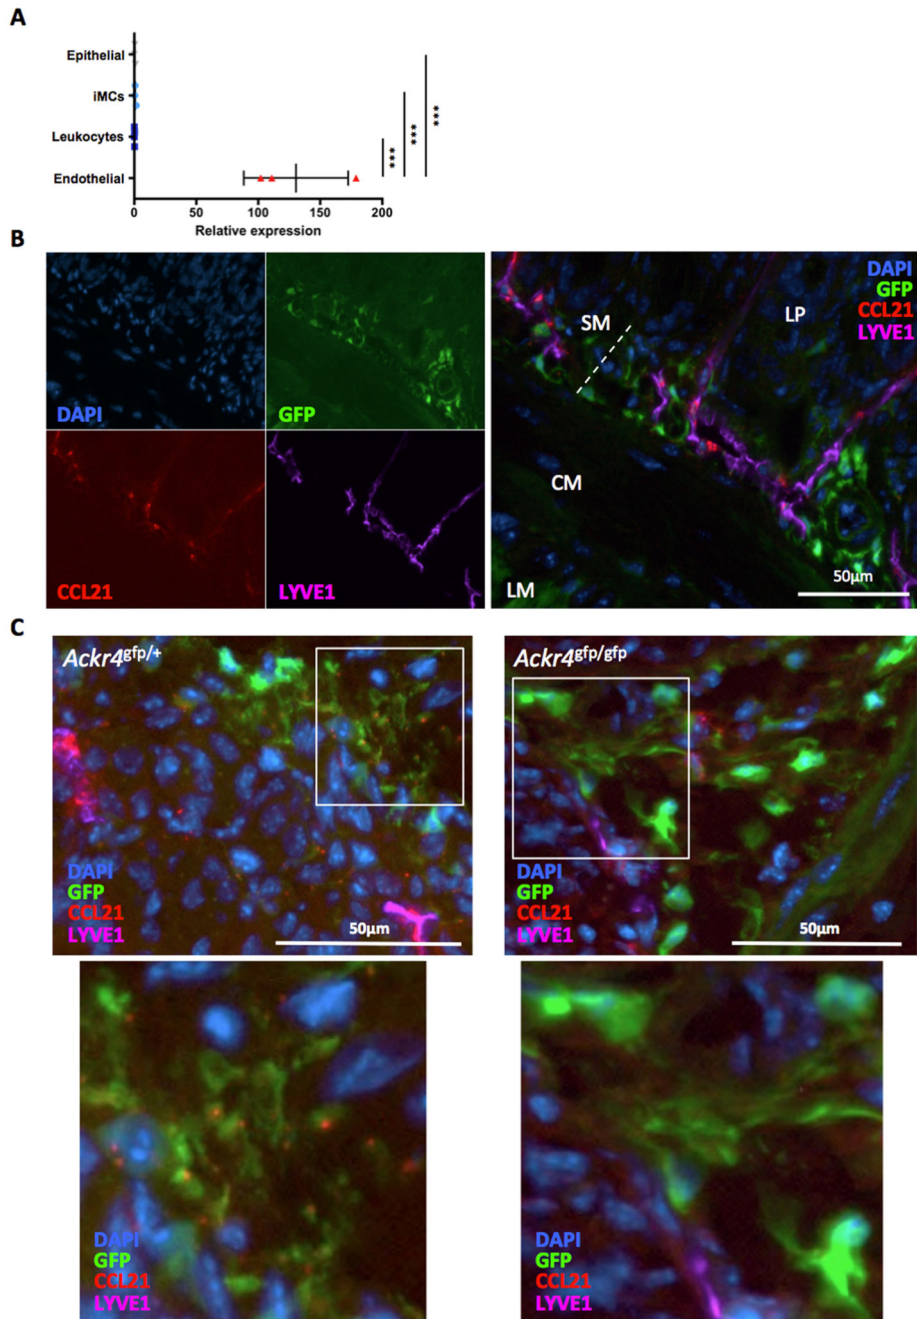 A
Epithelial
iMCs
Leukocytes
Endothelial
***
***
***
0 50 100 150 200
Relative expression
B
DAPI
GFP
CCL21
LYVE1
DAPI
GFP
CCL21
LYVE1
SM
LP
CM
LM
50µm
C
Ackr4gfp/+
DAPI
GFP
CCL21
LYVE1
50µm
Ackr4gfp/gfp
DAPI
GFP
CCL21
LYVE1
50µm
DAPI
GFP
CCL21
LYVE1
DAPI
GFP
CCL21
LYVE1